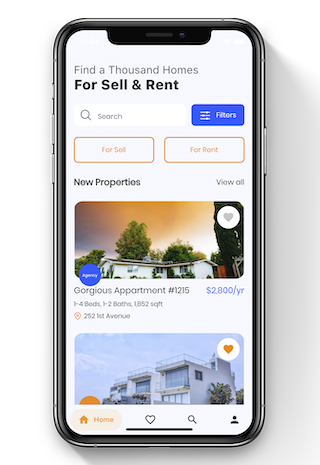 Find a Thousand Homes
For Sell & Rent
Search
Filters
For Sell
For Rent
New Properties
View all
Agency
Gorgious Appartment #1215
$2,800/yr
1-4 Beds, 1-2 Baths, 1,852 sqft
252 1st Avenue
Home